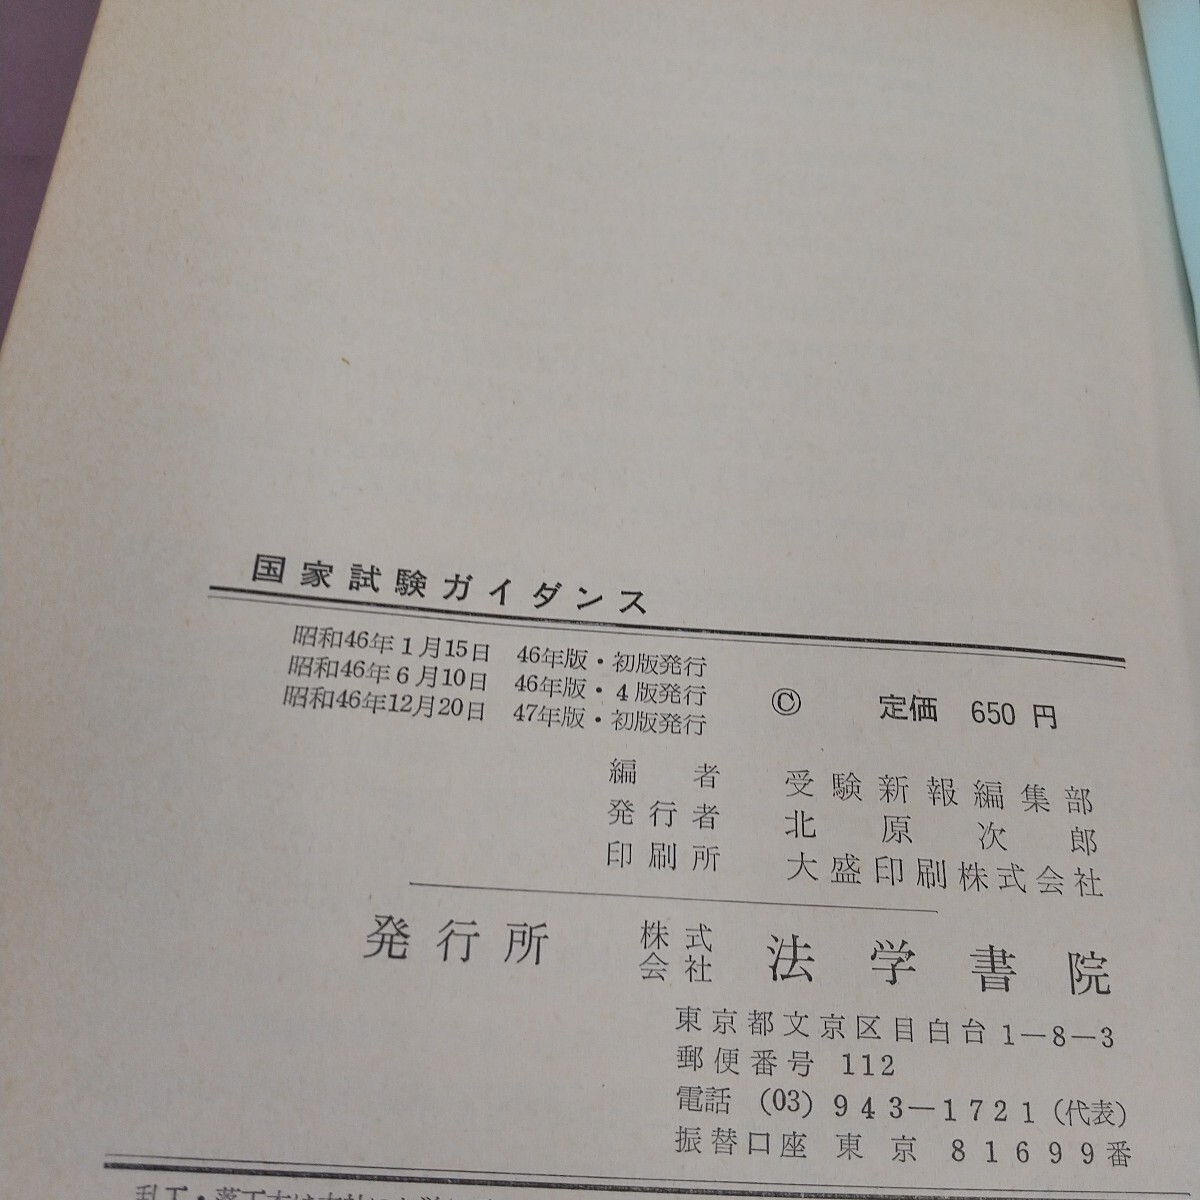 国家試験ガイダンス
昭和46年1月15日 46年版・初版発行
昭和46年6月10日 46年版・4版発行
昭和46年12月20日 47年版・初版発行
© 定価 650円
編者 受験新報編集部
発行者 北原次郎
印刷所 大盛印刷株式会社
発行所 株式会社 法学書院
東京都文京区目白台1−8−3
郵便番号 112
電話 (03) 943−1721 (代表)
振替口座 東京 81699番
乱丁・落丁本は